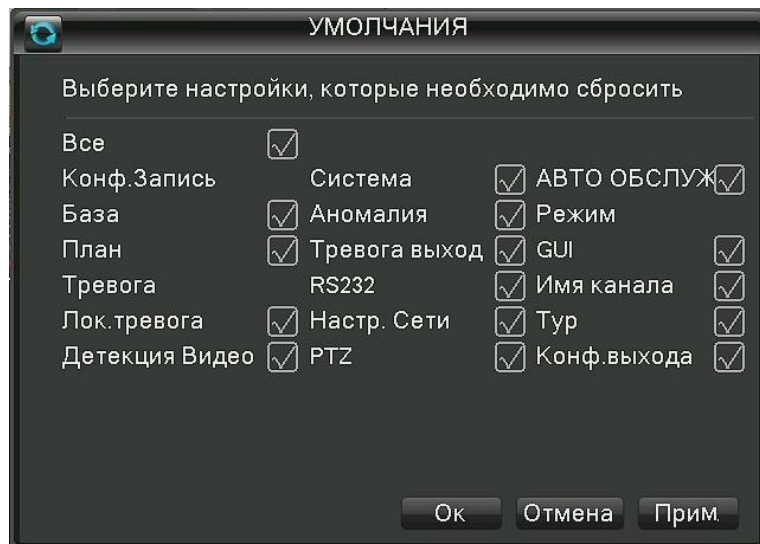 УМОЛЧАНИЯ
Выберите настройки, которые необходимо сбросить
Все
Конф.Запись Система АВТО ОБСЛУЖ
База Аномалия Режим
План Тревога выход GUI
Тревога RS232 Имя канала
Лок.тревога Настр. Сети Тур
Детекция Видео PTZ Конф.выхода
Ок Отмена Прим.